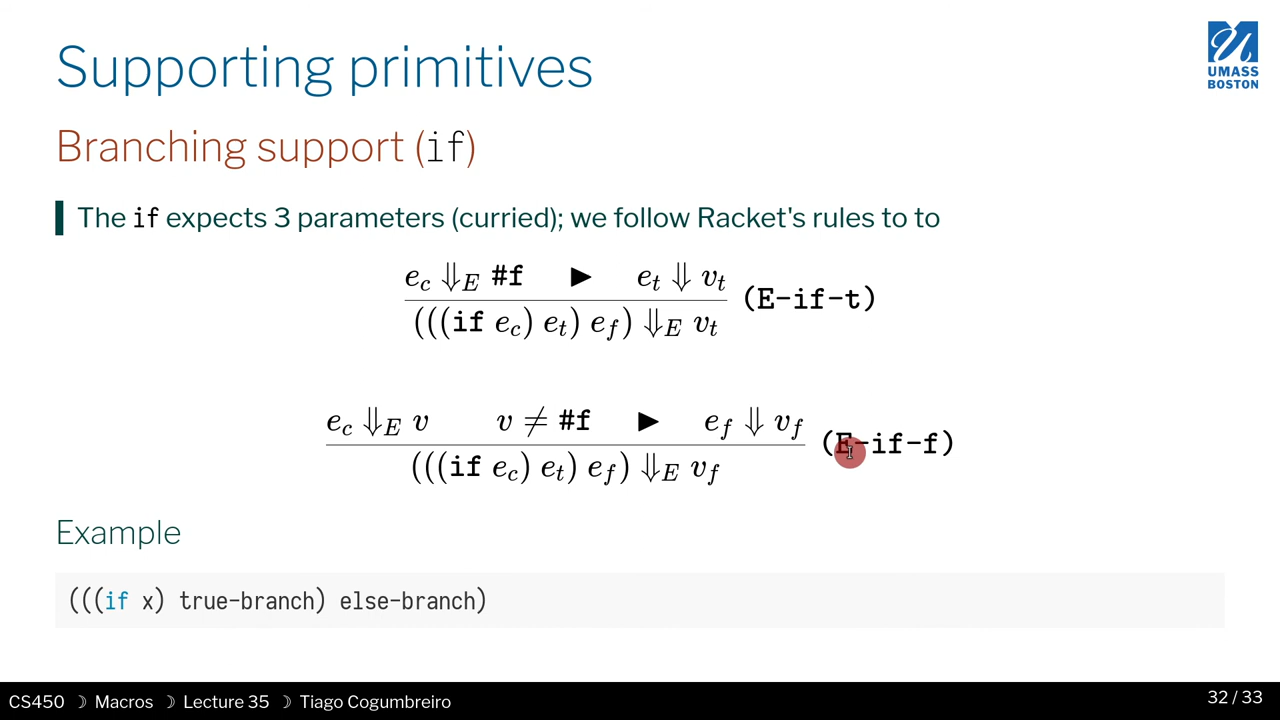 Supporting primitives
UMASS
BOSTON
Branching support (if)
The if expects 3 parameters (curried); we follow Racket's rules to to
e_c ⇓_E #f ▶ e_t ⇓ v_t
(((if e_c) e_t) e_f) ⇓_E v_t
(E-if-t)
e_c ⇓_E v v ≠ #f ▶ e_f ⇓ v_f
(((if e_c) e_t) e_f) ⇓_E v_f
(E-if-f)
Example
(((if x) true-branch) else-branch)
CS450 ☽ Macros ☽ Lecture 35 ☽ Tiago Cogumbreiro
32 / 33